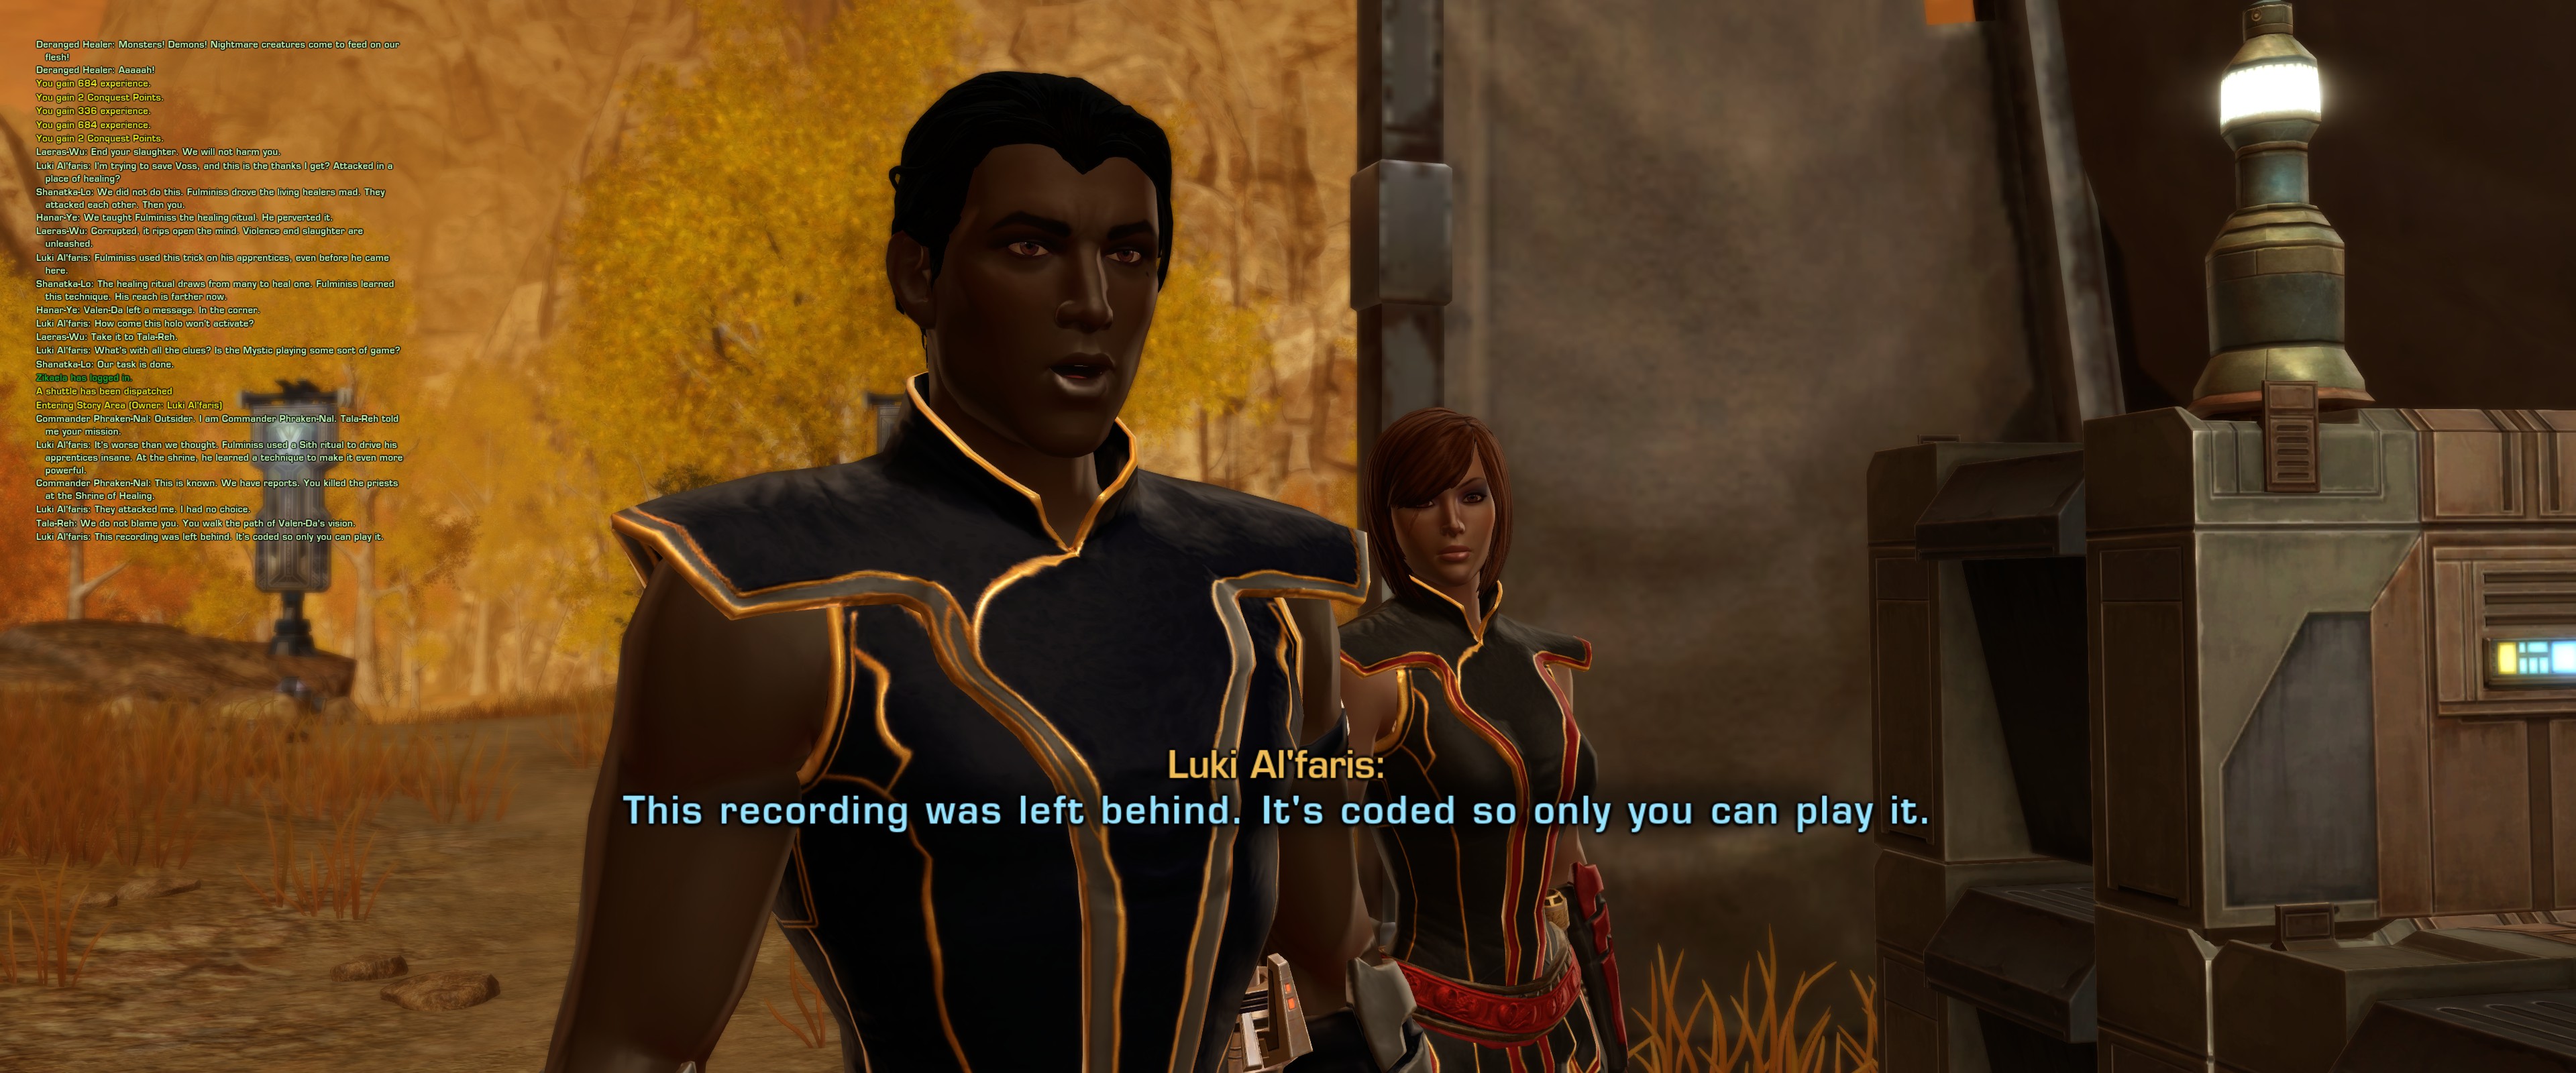 Deranged Healer: Monsters! Demons! Nightmare creatures come to feed on our
flesh!
Deranged Healer: Aaaaah!
You gain 684 experience.
You gain 2 Conquest Points.
You gain 336 experience.
You gain 684 experience.
You gain 2 Conquest Points.
Laeras-Wu: End your slaughter. We will not harm you.
Luki Al'faris: I'm trying to save Voss, and this is the thanks I get? Attacked in a
place of healing?
Shanatka-Lo: We did not do this. Fulminiss drove the living healers mad. They
attacked each other. Then you.
Hanar-Ye: We taught Fulminiss the healing ritual. He perverted it.
Laeras-Wu: Corrupted, it rips open the mind. Violence and slaughter are
unleashed.
Luki Al'faris: Fulminiss used this trick on his apprentices, even before he came
here.
Shanatka-Lo: The healing ritual draws from many to heal one. Fulminiss learned
this technique. His reach is farther now.
Hanar-Ye: Valen-Da left a message. In the corner.
Luki Al'faris: How come this holo won't activate?
Laeras-Wu: Take it to Tala-Reh.
Luki Al'faris: What's with all the clues? Is the Mystic playing some sort of game?
Shanatka-Lo: Our task is done.
Zikaela has logged in.
A shuttle has been dispatched
Entering Story Area (Owner: Luki Al'faris)
Commander Phraken-Nal: Outsider. I am Commander Phraken-Nal. Tala-Reh told
me your mission.
Luki Al'faris: It's worse than we thought. Fulminiss used a Sith ritual to drive his
apprentices insane. At the shrine, he learned a technique to make it even more
powerful.
Commander Phraken-Nal: This is known. We have reports. You killed the priests
at the Shrine of Healing.
Luki Al'faris: They attacked me. I had no choice.
Tala-Reh: We do not blame you. You walk the path of Valen-Da's vision.
Luki Al'faris: This recording was left behind. It's coded so only you can play it.
Luki Al'faris:
This recording was left behind. It's coded so only you can play it.